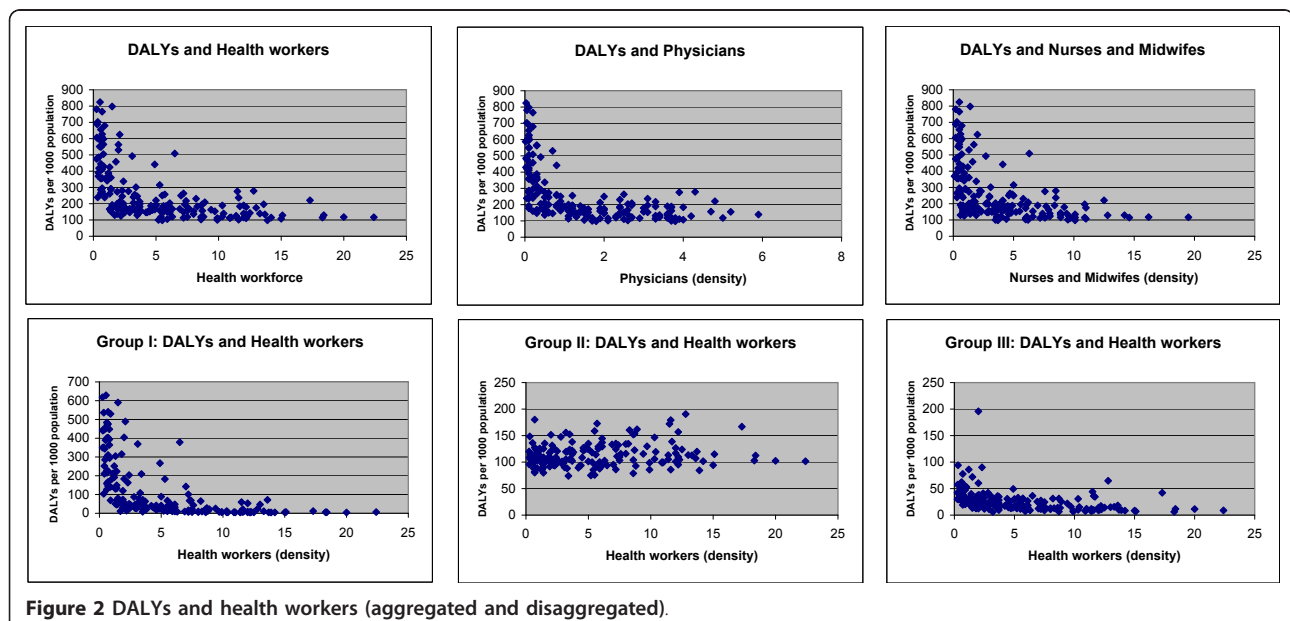 DALYs and Health workers
DALYs per 1000 population
900
800
700
600
500
400
300
200
100
0
0 5 10 15 20 25
Health workforce
DALYs and Physicians
DALYs per 1000 population
900
800
700
600
500
400
300
200
100
0
0 2 4 6 8
Physicians (density)
DALYs and Nurses and Midwifes
DALYs per 1000 population
900
800
700
600
500
400
300
200
100
0
0 5 10 15 20 25
Nurses and Midwifes (density)
Group I: DALYs and Health workers
DALYs per 1000 population
700
600
500
400
300
200
100
0
0 5 10 15 20 25
Health workers (density)
Group II: DALYs and Health workers
DALYs per 1000 population
250
200
150
100
50
0
0 5 10 15 20 25
Health workers (density)
Group III: DALYs and Health workers
DALYs per 1000 population
250
200
150
100
50
0
0 5 10 15 20 25
Health workers (density)
Figure 2 DALYs and health workers (aggregated and disaggregated).